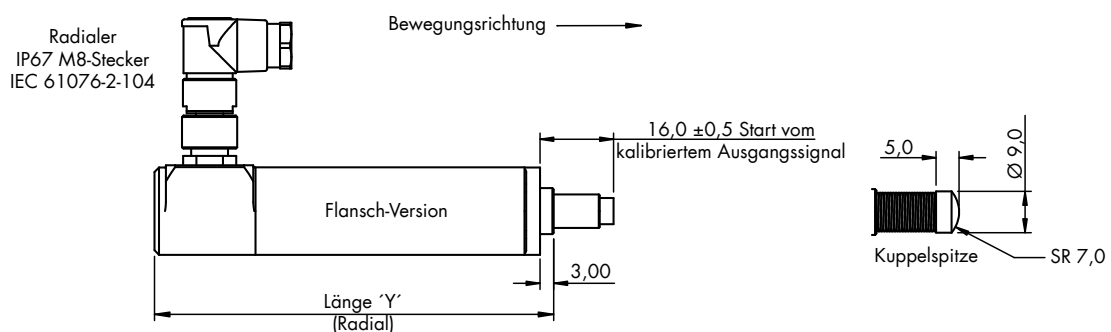 Radialer
IP67 M8-Stecker
IEC 61076-2-104
Bewegungsrichtung
16,0 ±0,5 Start vom
kalibriertem Ausgangssignal
Flansch-Version
3,00
Länge ´Y´
(Radial)
5,0
Ø 9,0
Kuppelspitze
SR 7,0